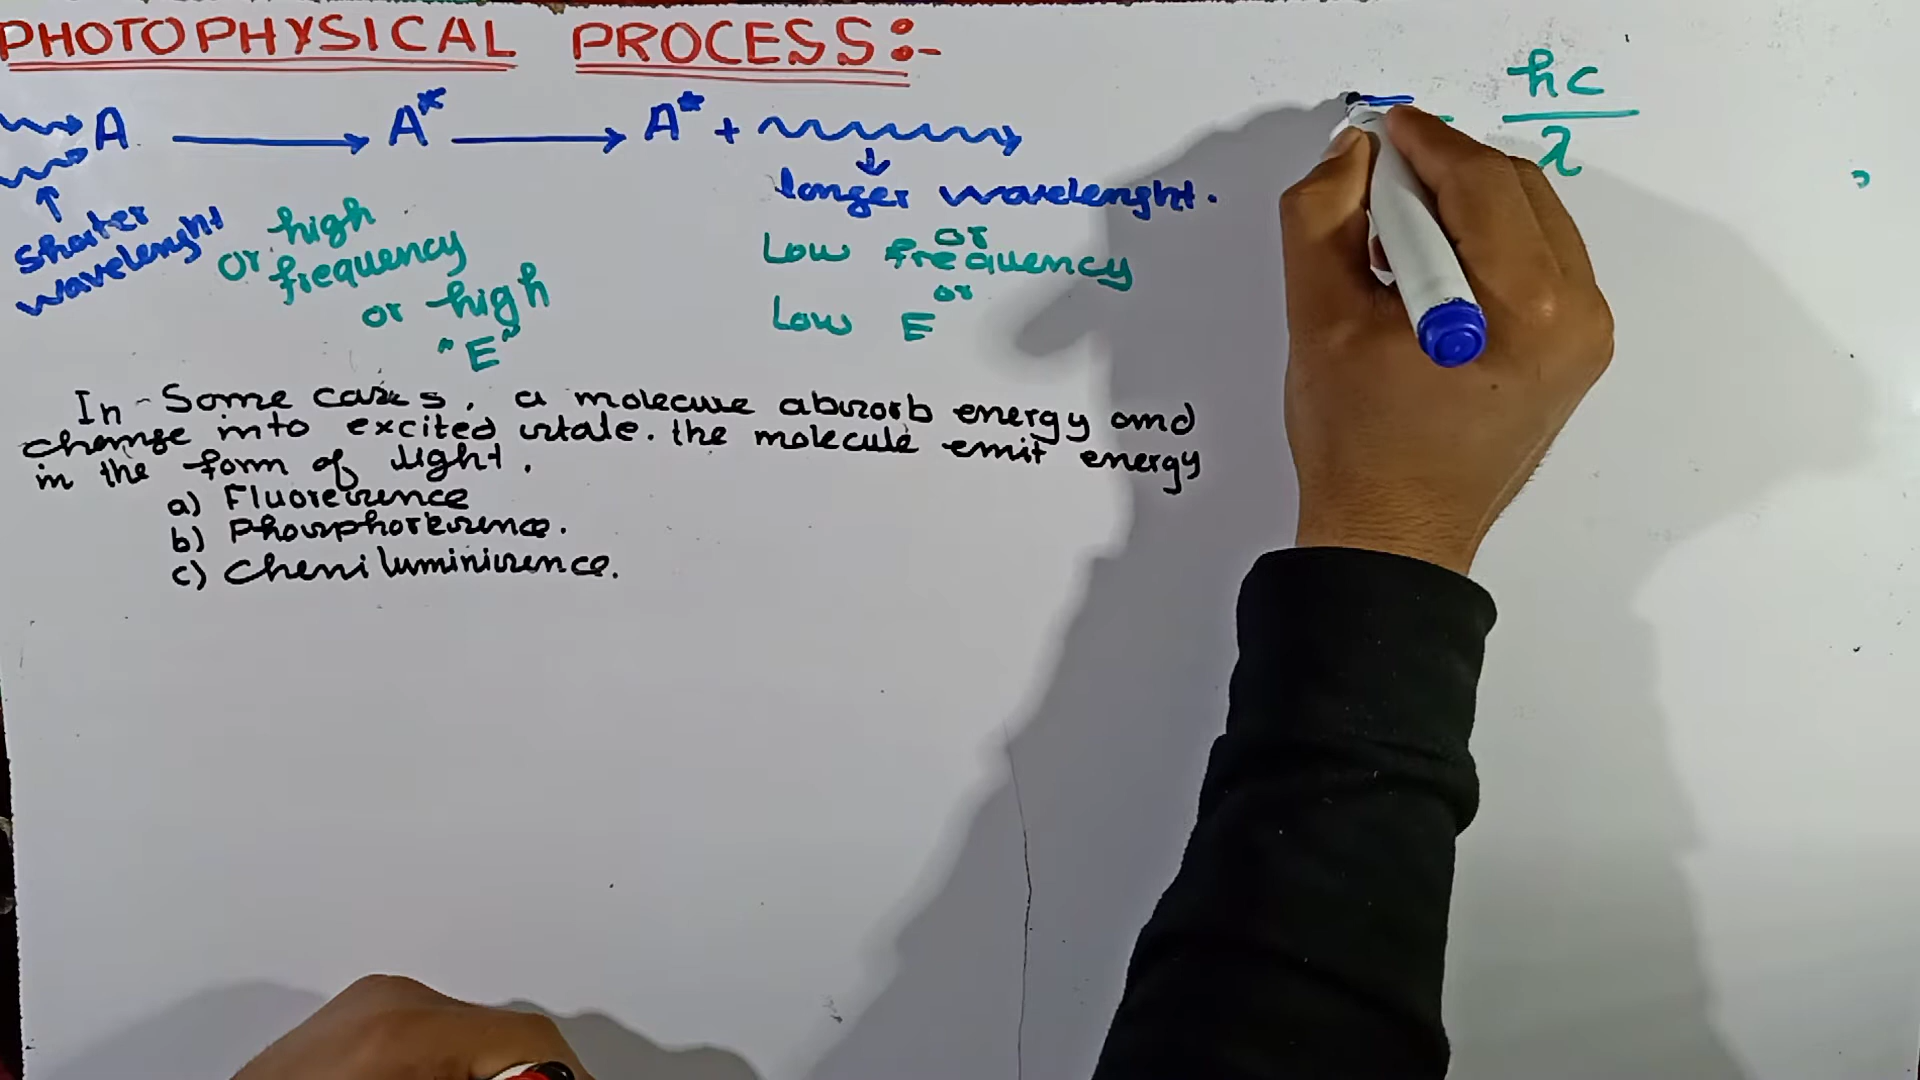 PHOTOPHYSICAL PROCESS:-
A → A* → A* +
shorter
wavelenght
or high
frequency
or high
"E"
longer wavelenght.
or
Low frequency
or
Low E
hc
λ
In Some cases, a molecule absorb energy and
change into excited state. the molecule emit energy
in the form of light.
a) Fluorescence
b) Phosphorescence.
c) Chemiluminisence.